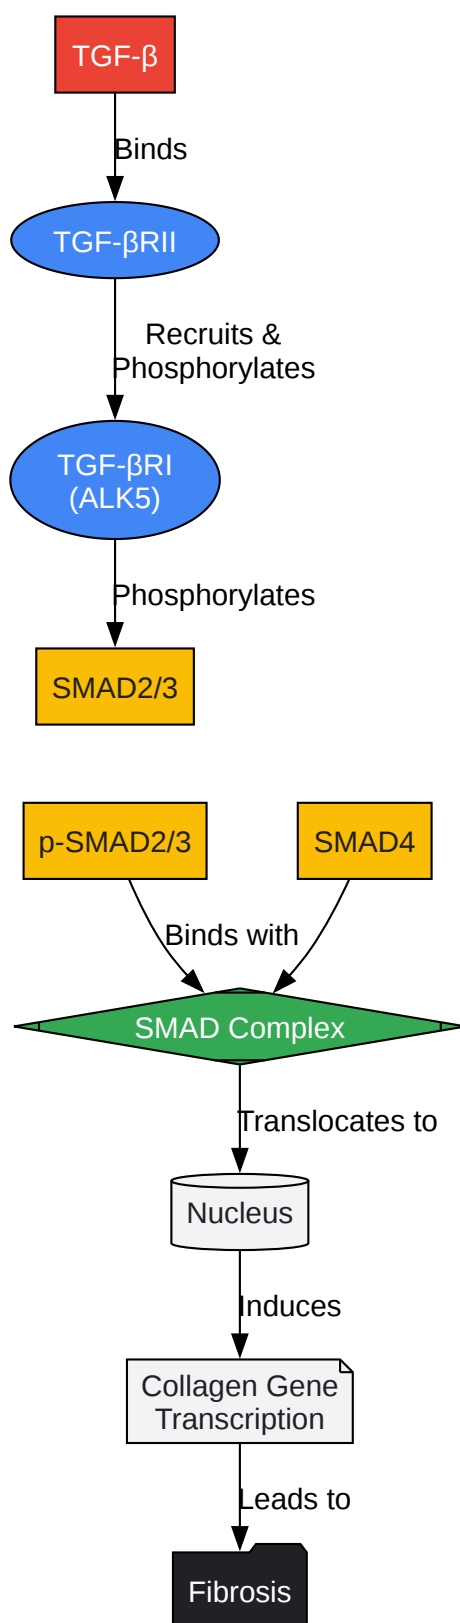 TGF-β
Binds
TGF-βRII
Recruits &
Phosphorylates
TGF-βRI
(ALK5)
Phosphorylates
SMAD2/3
p-SMAD2/3
SMAD4
Binds with
SMAD Complex
Translocates to
Nucleus
Induces
Collagen Gene
Transcription
Leads to
Fibrosis